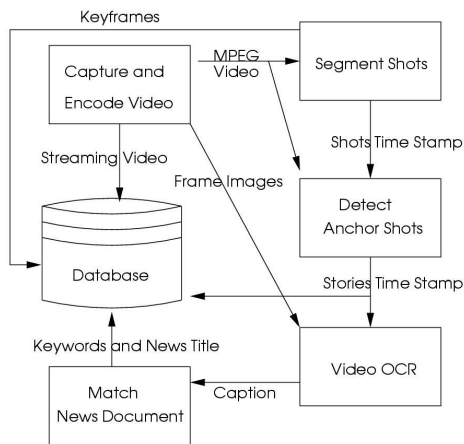 Keyframes
MPEG
Video
Capture and
Encode Video
Segment Shots
Streaming Video
Shots Time Stamp
Frame Images
Detect
Anchor Shots
Database
Stories Time Stamp
Keywords and News Title
Video OCR
Match
News Document
Caption